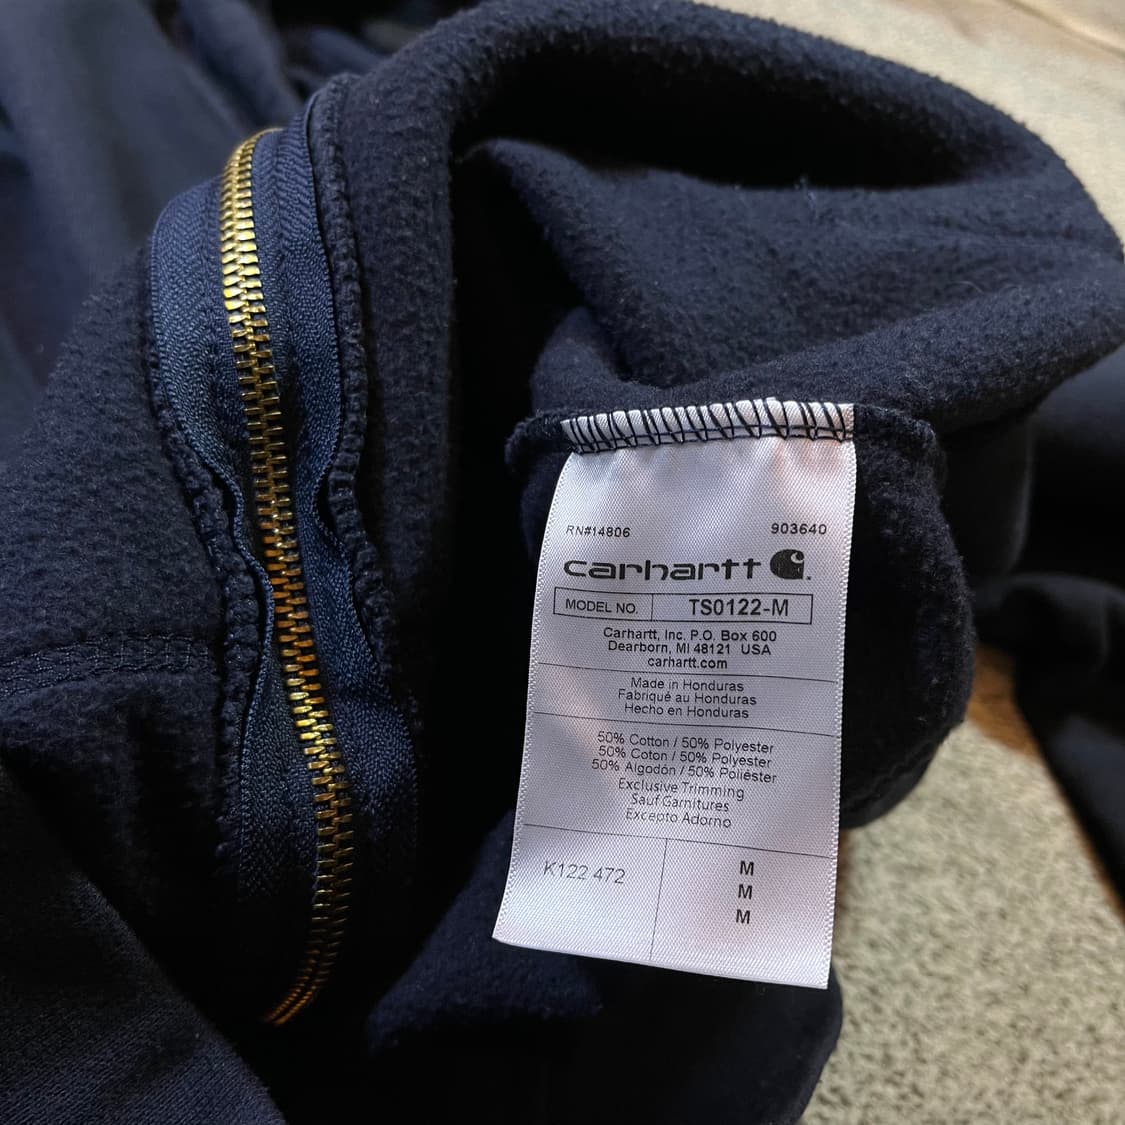 RN#14806 903640
carhartt
MODEL NO. TS0122-M
Carhartt, Inc. P.O. Box 600
Dearborn, MI 48121 USA
carhartt.com
Made in Honduras
Fabriqué au Honduras
Hecho en Honduras
50% Cotton / 50% Polyester
50% Coton / 50% Polyester
50% Algodón / 50% Poliéster
Exclusive Trimming
Sauf Garnitures
Excepto Adorno
K122 472 M
M
M